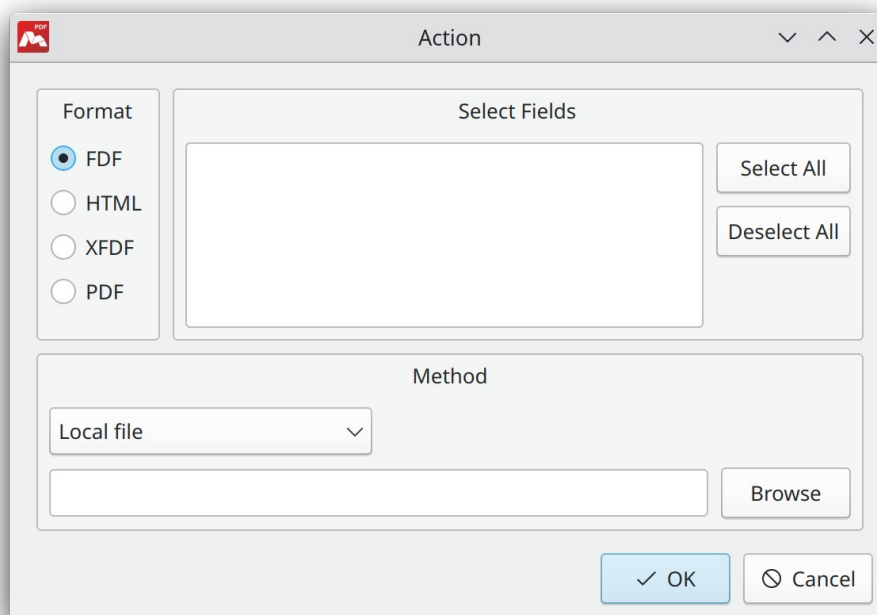 PDF
Action
Format
FDF
HTML
XFDF
PDF
Select Fields
Select All
Deselect All
Method
Local file
Browse
OK
Cancel